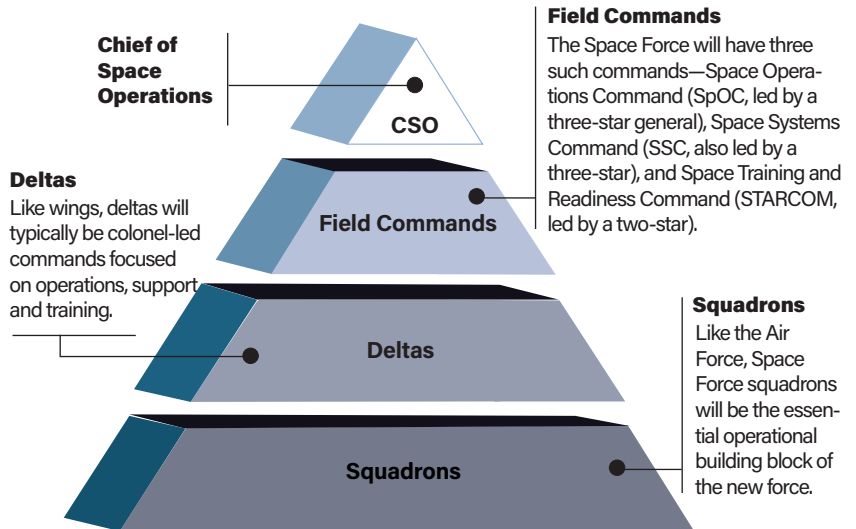 Chief of
Space
Operations
CSO
Field Commands
The Space Force will have three
such commands—Space Opera-
tions Command (SpOC, led by a
three-star general), Space Systems
Command (SSC, also led by a
three-star), and Space Training and
Readiness Command (STARCOM,
led by a two-star).
Field Commands
Deltas
Like wings, deltas will
typically be colonel-led
commands focused
on operations, support
and training.
Deltas
Squadrons
Like the Air
Force, Space
Force squadrons
will be the essen-
tial operational
building block of
the new force.
Squadrons